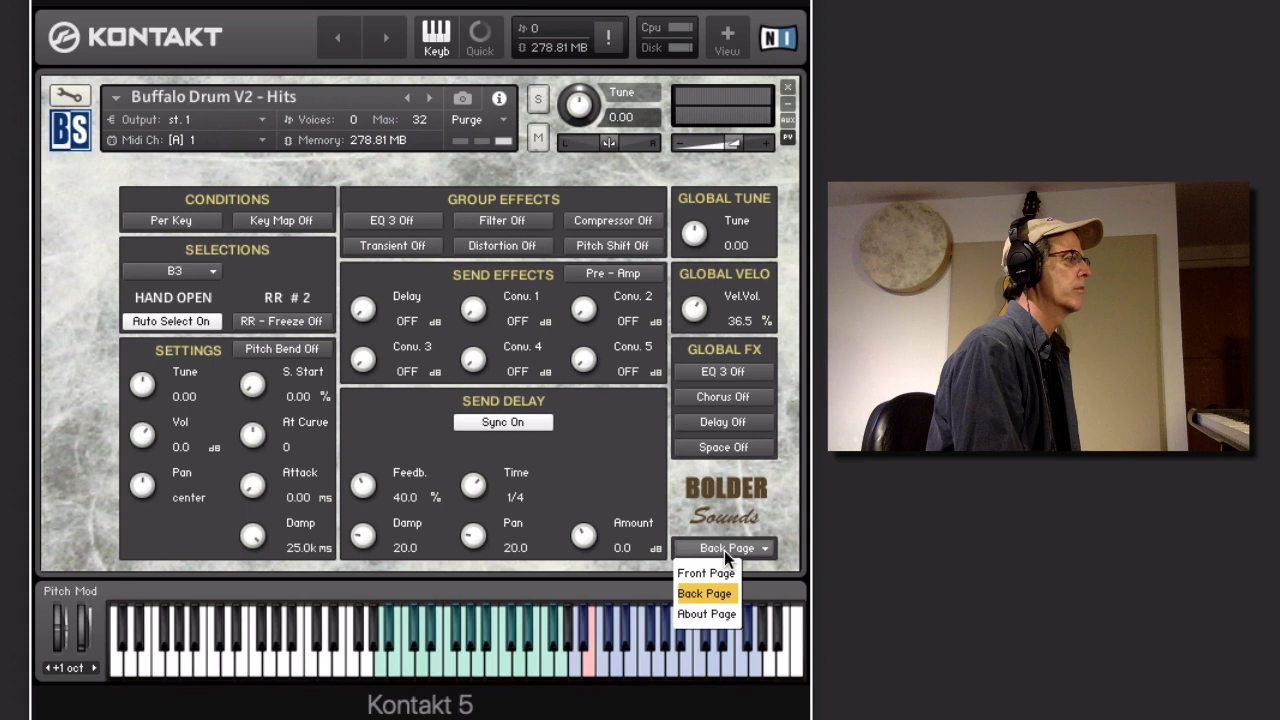 KONTAKT
Keyb
Quick
0
278.81 MB
!
Cpu
Disk
View
NI
Buffalo Drum V2 - Hits
Output: st. 1
Voices: 0 Max: 32
Purge
Midi Ch: [A] 1
Memory: 278.81 MB
BS
S
M
Tune
0.00
L R
AUX
PV
CONDITIONS
Per Key
Key Map Off
SELECTIONS
B3
HAND OPEN
RR # 2
Auto Select On
RR - Freeze Off
SETTINGS
Pitch Bend Off
Tune
0.00
S. Start
0.00 %
Vol
0.0 dB
At Curve
0
Pan
center
Attack
0.00 ms
Damp
25.0k ms
GROUP EFFECTS
EQ 3 Off
Filter Off
Compressor Off
Transient Off
Distortion Off
Pitch Shift Off
SEND EFFECTS
Pre - Amp
Delay
OFF dB
Conv. 1
OFF dB
Conv. 2
OFF dB
Conv. 3
OFF dB
Conv. 4
OFF dB
Conv. 5
OFF dB
SEND DELAY
Sync On
Feedb.
40.0 %
Time
1/4
Damp
20.0
Pan
20.0
Amount
0.0 dB
GLOBAL TUNE
Tune
0.00
GLOBAL VELO
Vel.Vol.
36.5 %
GLOBAL FX
EQ 3 Off
Chorus Off
Delay Off
Space Off
BOLDER
Sounds
Back Page
Front Page
Back Page
About Page
Pitch Mod
+1 oct
Kontakt 5